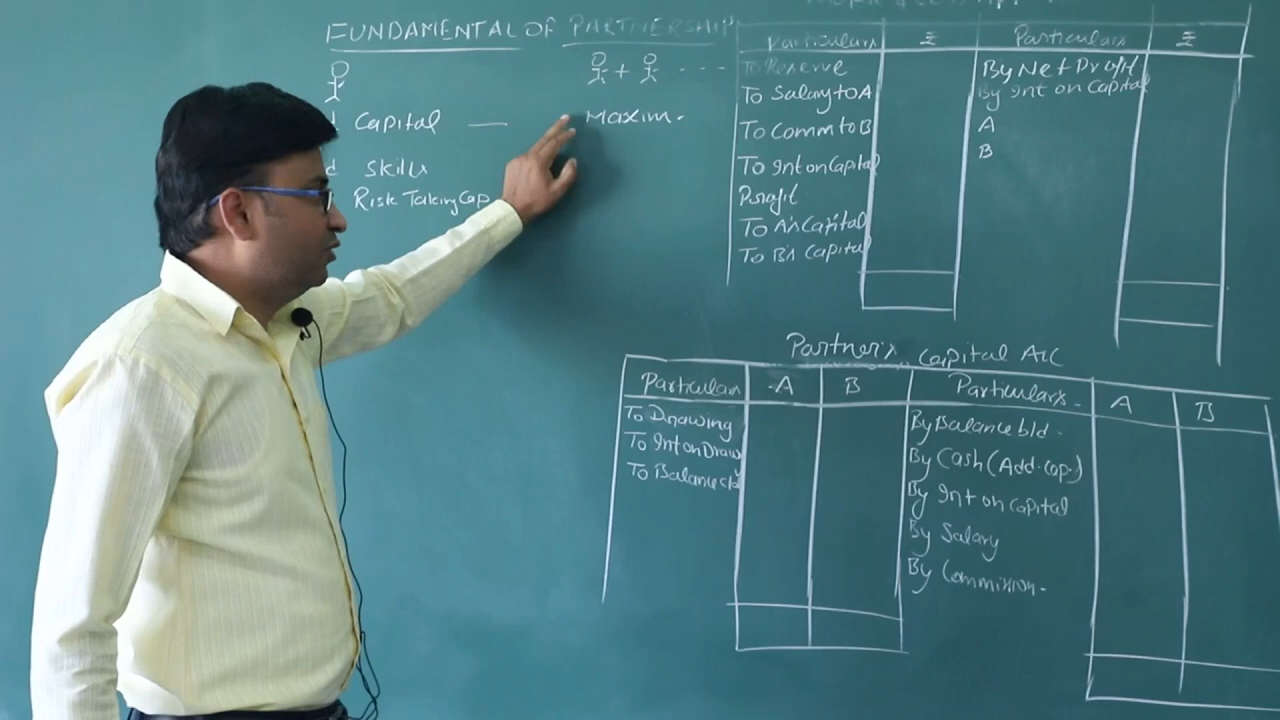 FUNDAMENTAL OF PARTNERSHIP
Capital — Maxim.
Skills
Risk Taking Cap
Particulars ₹ Particulars ₹
To Reserve By Net Profit
To Salary to A By Int on Capital
To Comm to B A
To Int on Capital B
Profit
To A's Capital
To B's Capital
Partner's Capital A/c
Particulars A B Particulars A B
To Drawing By Balance b/d
To Int on Draw By Cash (Add. Cap.)
To Balance c/d By Int on Capital
By Salary
By Commission